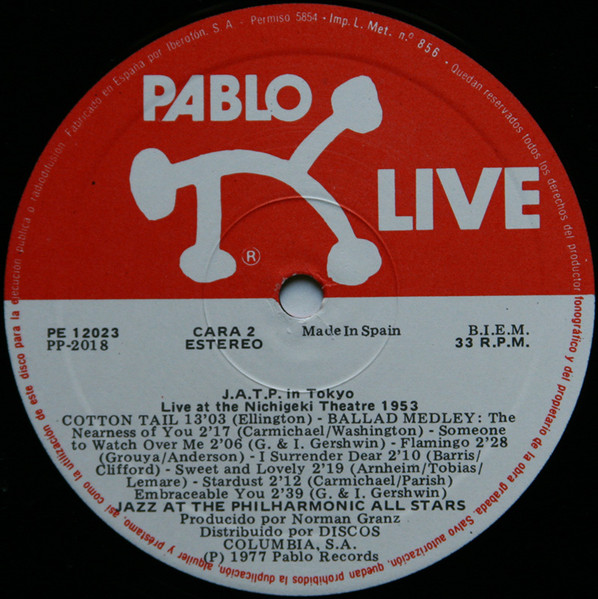 Fabricado en España por Iberofón, S. A. - Permiso 5854 - Imp. L. Met. n.º 856 - Quedan reservados todos los derechos del productor fonográfico y del propietario de la obra grabada. Salvo autorización, quedan prohibidos la duplicación, alquiler y préstamo, así como la utilización de este disco para la ejecución pública o radiodifusión.
PABLO
LIVE
®
PE 12023 CARA 2 Made In Spain B.I.E.M.
PP-2018 ESTEREO 33 R.P.M.
J.A.T.P. in Tokyo
Live at the Nichigeki Theatre 1953
COTTON TAIL 13'03 (Ellington) - BALLAD MEDLEY: The
Nearness of You 2'17 (Carmichael/Washington) - Someone
to Watch Over Me 2'06 (G. & I. Gershwin) - Flamingo 2'28
(Grouya/Anderson) - I Surrender Dear 2'10 (Barris/
Clifford) - Sweet and Lovely 2'19 (Arnheim/Tobias/
Lemare) - Stardust 2'12 (Carmichael/Parish)
Embraceable You 2'39 (G. & I. Gershwin)
JAZZ AT THE PHILHARMONIC ALL STARS
Producido por Norman Granz
Distribuido por DISCOS
COLUMBIA, S.A.
(P) 1977 Pablo Records